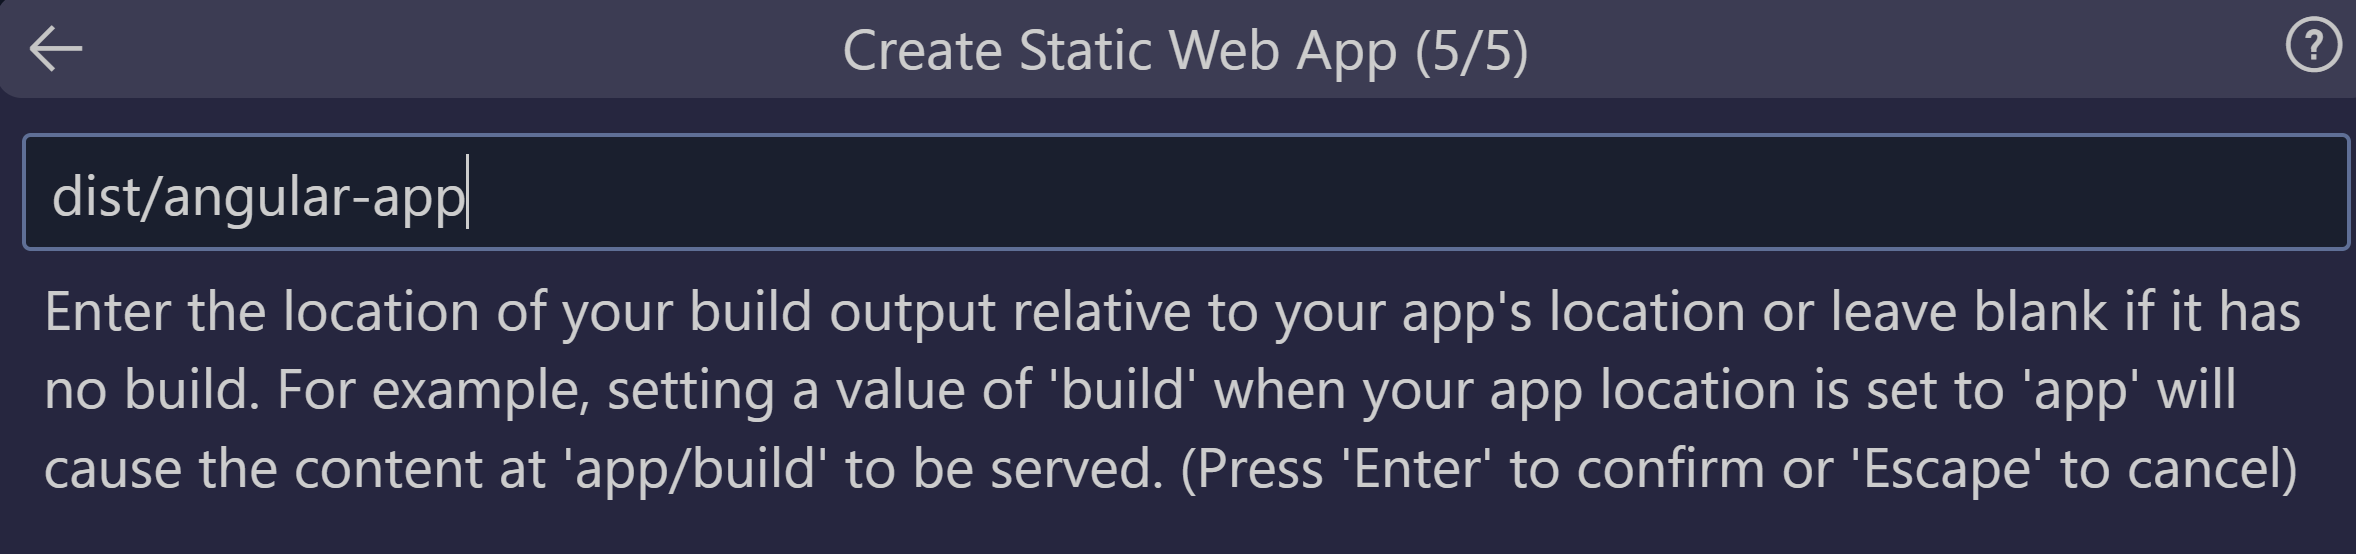 Create Static Web App (5/5)
?
dist/angular-app
Enter the location of your build output relative to your app's location or leave blank if it has
no build. For example, setting a value of 'build' when your app location is set to 'app' will
cause the content at 'app/build' to be served. (Press 'Enter' to confirm or 'Escape' to cancel)